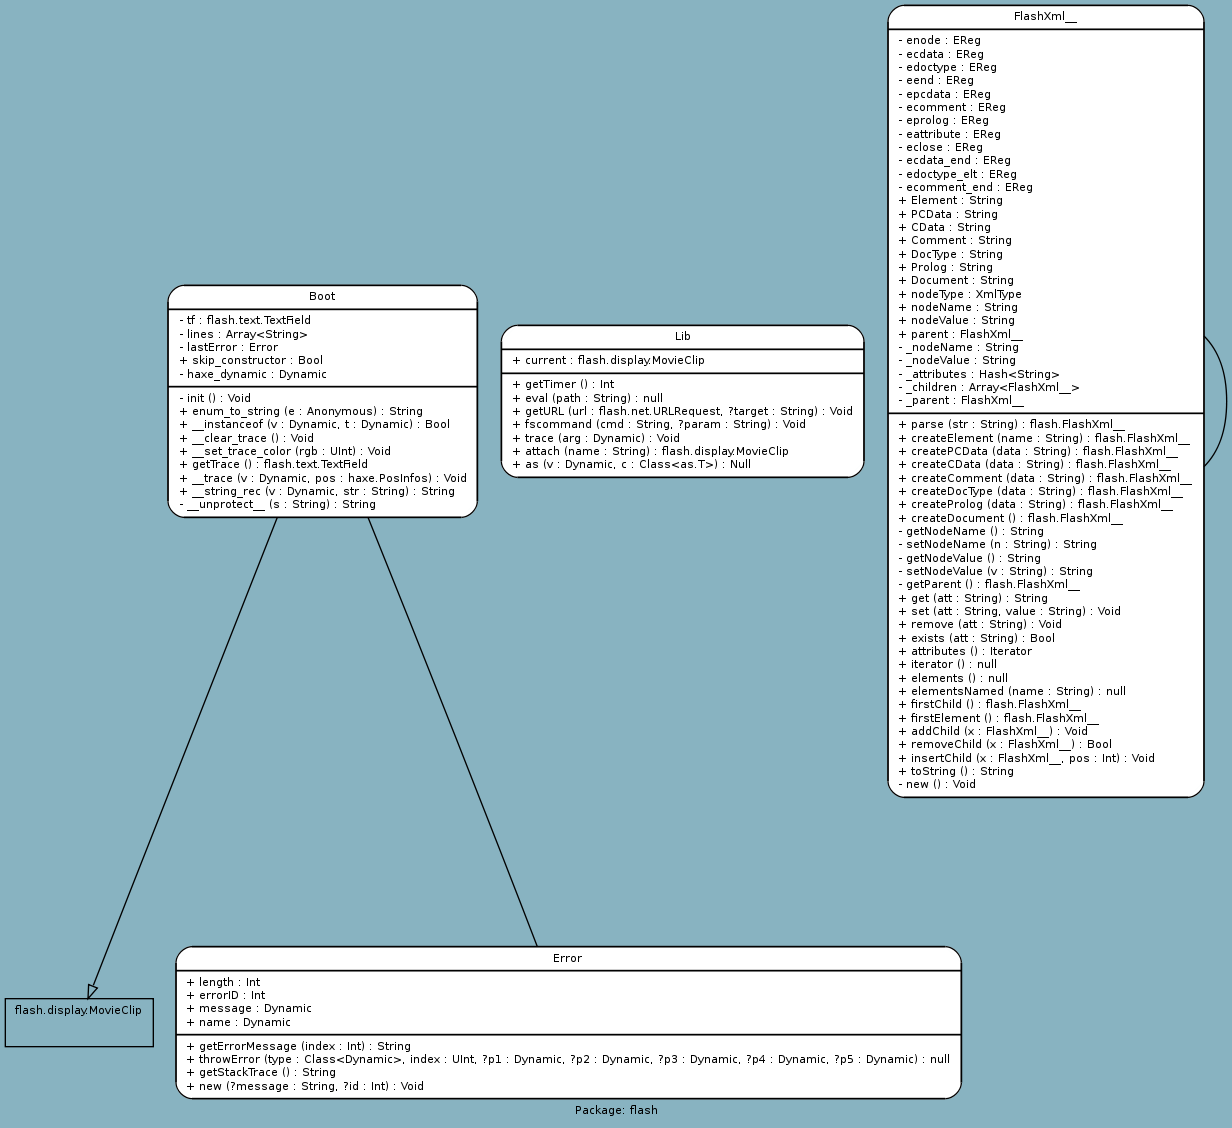 FlashXml__
- enode : EReg
- ecdata : EReg
- edoctype : EReg
- eend : EReg
- epcdata : EReg
- ecomment : EReg
- eprolog : EReg
- eattribute : EReg
- eclose : EReg
- ecdata_end : EReg
- edoctype_elt : EReg
- ecomment_end : EReg
+ Element : String
+ PCData : String
+ CData : String
+ Comment : String
+ DocType : String
+ Prolog : String
+ Document : String
+ nodeType : XmlType
+ nodeName : String
+ nodeValue : String
+ parent : FlashXml__
- _nodeName : String
- _nodeValue : String
- _attributes : Hash<String>
- _children : Array<FlashXml__>
- _parent : FlashXml__
+ parse (str : String) : flash.FlashXml__
+ createElement (name : String) : flash.FlashXml__
+ createPCData (data : String) : flash.FlashXml__
+ createCData (data : String) : flash.FlashXml__
+ createComment (data : String) : flash.FlashXml__
+ createDocType (data : String) : flash.FlashXml__
+ createProlog (data : String) : flash.FlashXml__
+ createDocument () : flash.FlashXml__
- getNodeName () : String
- setNodeName (n : String) : String
- getNodeValue () : String
- setNodeValue (v : String) : String
- getParent () : flash.FlashXml__
+ get (att : String) : String
+ set (att : String, value : String) : Void
+ remove (att : String) : Void
+ exists (att : String) : Bool
+ attributes () : Iterator
+ iterator () : null
+ elements () : null
+ elementsNamed (name : String) : null
+ firstChild () : flash.FlashXml__
+ firstElement () : flash.FlashXml__
+ addChild (x : FlashXml__) : Void
+ removeChild (x : FlashXml__) : Bool
+ insertChild (x : FlashXml__, pos : Int) : Void
+ toString () : String
- new () : Void
Boot
- tf : flash.text.TextField
- lines : Array<String>
- lastError : Error
+ skip_constructor : Bool
- haxe_dynamic : Dynamic
- init () : Void
+ enum_to_string (e : Anonymous) : String
+ __instanceof (v : Dynamic, t : Dynamic) : Bool
+ __clear_trace () : Void
+ __set_trace_color (rgb : UInt) : Void
+ getTrace () : flash.text.TextField
+ __trace (v : Dynamic, pos : haxe.PosInfos) : Void
+ __string_rec (v : Dynamic, str : String) : String
- __unprotect__ (s : String) : String
Lib
+ current : flash.display.MovieClip
+ getTimer () : Int
+ eval (path : String) : null
+ getURL (url : flash.net.URLRequest, ?target : String) : Void
+ fscommand (cmd : String, ?param : String) : Void
+ trace (arg : Dynamic) : Void
+ attach (name : String) : flash.display.MovieClip
+ as (v : Dynamic, c : Class<as.T>) : Null
flash.display.MovieClip
Error
+ length : Int
+ errorID : Int
+ message : Dynamic
+ name : Dynamic
+ getErrorMessage (index : Int) : String
+ throwError (type : Class<Dynamic>, index : UInt, ?p1 : Dynamic, ?p2 : Dynamic, ?p3 : Dynamic, ?p4 : Dynamic, ?p5 : Dynamic) : null
+ getStackTrace () : String
+ new (?message : String, ?id : Int) : Void
Package: flash